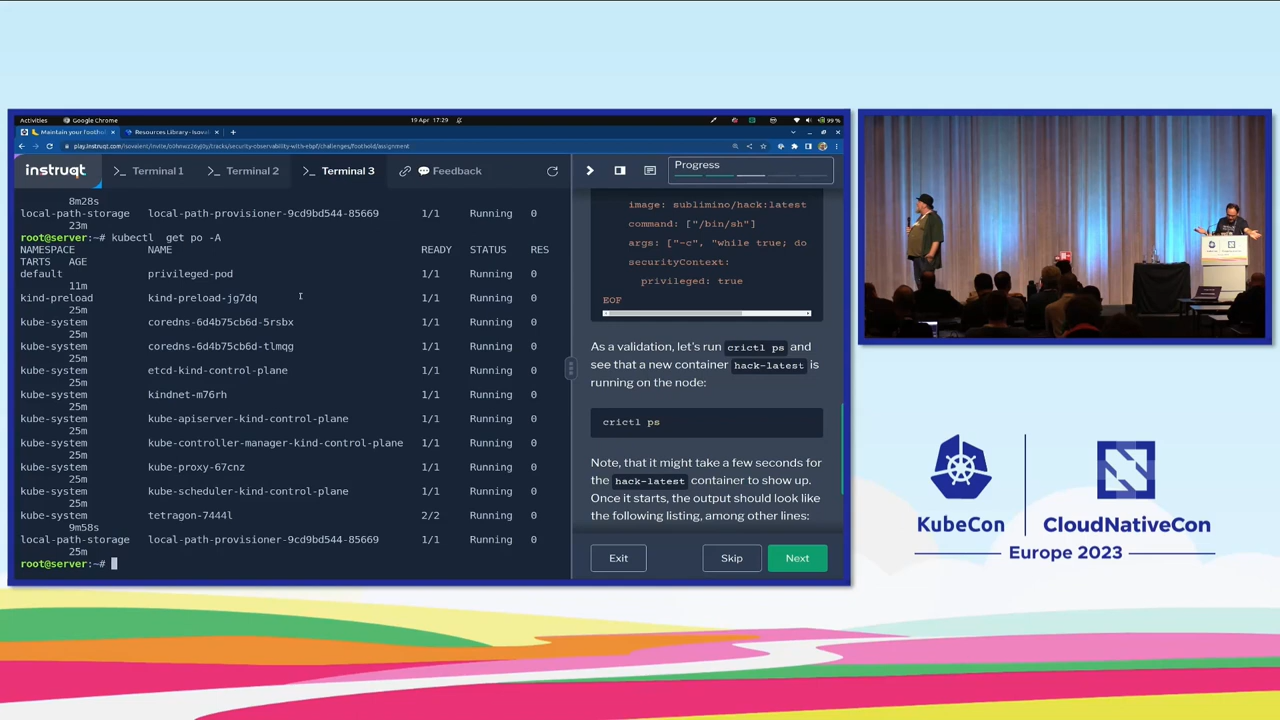 Activities
Google Chrome
19 Apr 17:29
99 %
Maintain your foothol
Resources Library - Isovalen
instruqt
Terminal 1
Terminal 2
Terminal 3
Feedback
8m28s
local-path-storage local-path-provisioner-9cd9bd544-85669 1/1 Running 0
23m
root@server:~# kubectl get po -A
NAMESPACE NAME READY STATUS RES
TARTS AGE
default privileged-pod 1/1 Running 0
11m
kind-preload kind-preload-jg7dq 1/1 Running 0
25m
kube-system coredns-6d4b75cb6d-5rsbx 1/1 Running 0
25m
kube-system coredns-6d4b75cb6d-tlmqg 1/1 Running 0
25m
kube-system etcd-kind-control-plane 1/1 Running 0
25m
kube-system kindnet-m76rh 1/1 Running 0
25m
kube-system kube-apiserver-kind-control-plane 1/1 Running 0
25m
kube-system kube-controller-manager-kind-control-plane 1/1 Running 0
25m
kube-system kube-proxy-67cnz 1/1 Running 0
25m
kube-system kube-scheduler-kind-control-plane 1/1 Running 0
25m
kube-system tetragon-7444l 2/2 Running 0
9m58s
local-path-storage local-path-provisioner-9cd9bd544-85669 1/1 Running 0
25m
root@server:~#
Progress
image: sublimino/hack:latest
command: ["/bin/sh"]
args: ["-c", "while true; do
securityContext:
privileged: true
EOF
As a validation, let's run crictl ps and
see that a new container hack-latest is
running on the node:
crictl ps
Note, that it might take a few seconds for
the hack-latest container to show up.
Once it starts, the output should look like
the following listing, among other lines:
Exit
Skip
Next
KubeCon
CloudNativeCon
Europe 2023